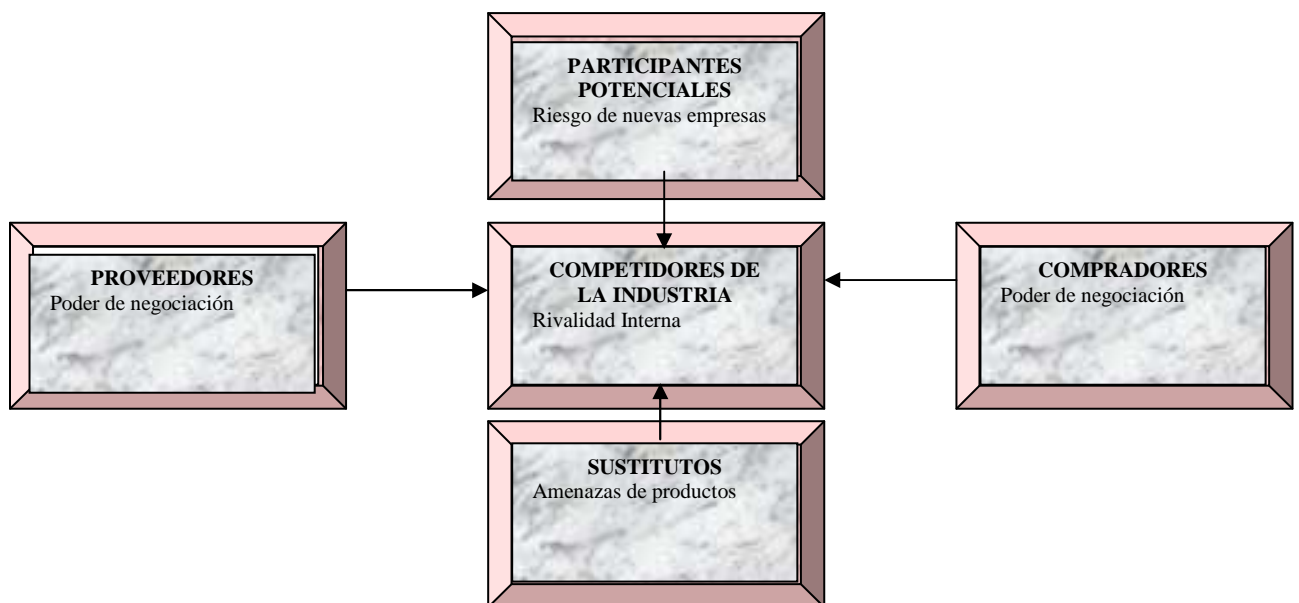 PARTICIPANTES
POTENCIALES
Riesgo de nuevas empresas
PROVEEDORES
Poder de negociación
COMPETIDORES DE
LA INDUSTRIA
Rivalidad Interna
COMPRADORES
Poder de negociación
SUSTITUTOS
Amenazas de productos